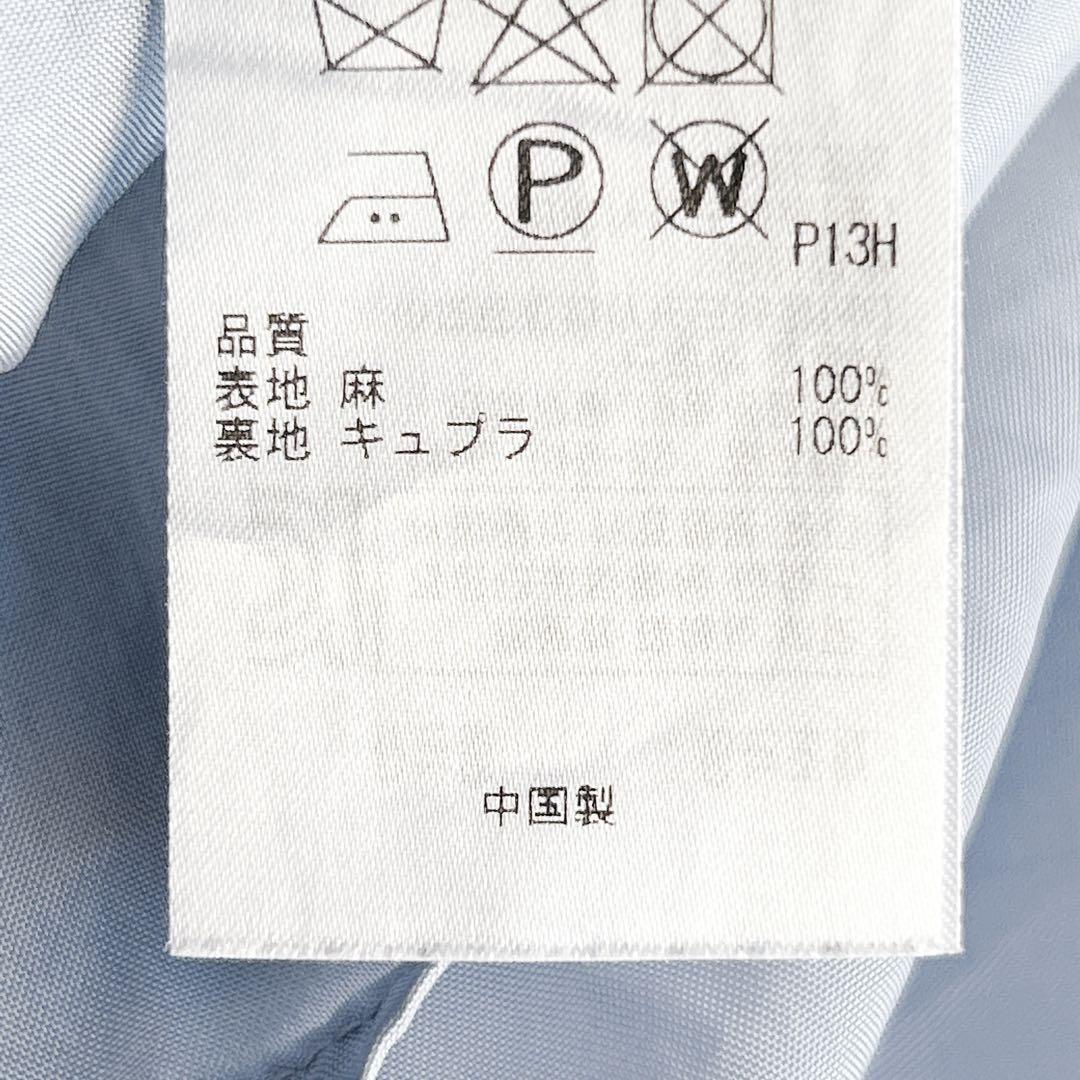 P W
P13H
品質
表地 麻 100%
裏地 キュプラ 100%
中国製